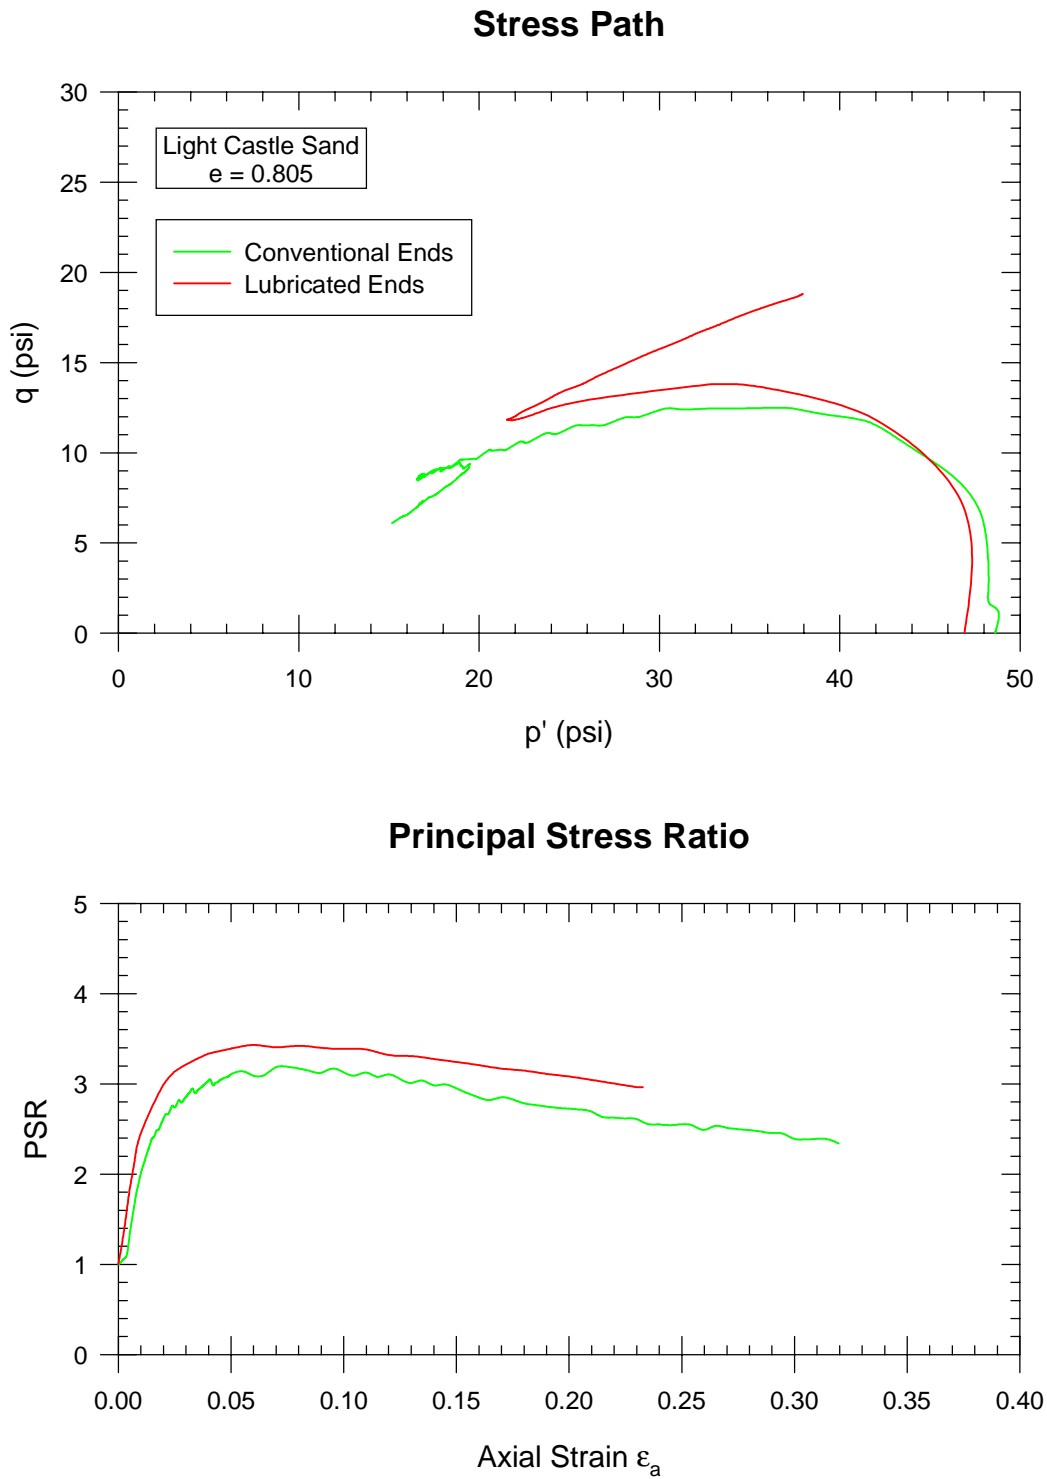 Stress Path
30
25
20
15
10
5
0
q (psi)
Light Castle Sand
e = 0.805
Conventional Ends
Lubricated Ends
0 10 20 30 40 50
p' (psi)
Principal Stress Ratio
5
4
3
2
1
0
PSR
0.00 0.05 0.10 0.15 0.20 0.25 0.30 0.35 0.40
Axial Strain εa